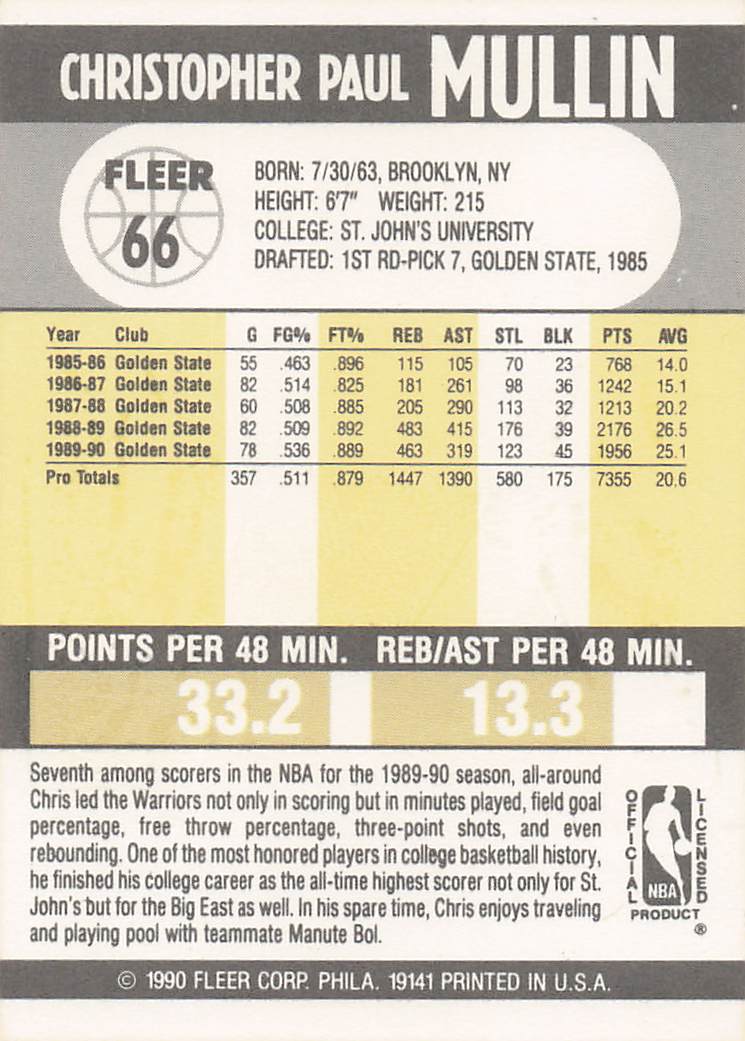 CHRISTOPHER PAUL MULLIN
FLEER
66
BORN: 7/30/63, BROOKLYN, NY
HEIGHT: 6'7" WEIGHT: 215
COLLEGE: ST. JOHN'S UNIVERSITY
DRAFTED: 1ST RD-PICK 7, GOLDEN STATE, 1985
Year Club G FG% FT% REB AST STL BLK PTS AVG
1985-86 Golden State 55 .463 .896 115 105 70 23 768 14.0
1986-87 Golden State 82 .514 .825 181 261 98 36 1242 15.1
1987-88 Golden State 60 .508 .885 205 290 113 32 1213 20.2
1988-89 Golden State 82 .509 .892 483 415 176 39 2176 26.5
1989-90 Golden State 78 .536 .889 463 319 123 45 1956 25.1
Pro Totals 357 .511 .879 1447 1390 580 175 7355 20.6
POINTS PER 48 MIN. REB/AST PER 48 MIN.
33.2 13.3
Seventh among scorers in the NBA for the 1989-90 season, all-around
Chris led the Warriors not only in scoring but in minutes played, field goal
percentage, free throw percentage, three-point shots, and even
rebounding. One of the most honored players in college basketball history,
he finished his college career as the all-time highest scorer not only for St.
John's but for the Big East as well. In his spare time, Chris enjoys traveling
and playing pool with teammate Manute Bol.
OFFICIAL LICENSED
NBA
PRODUCT
®
© 1990 FLEER CORP. PHILA. 19141 PRINTED IN U.S.A.